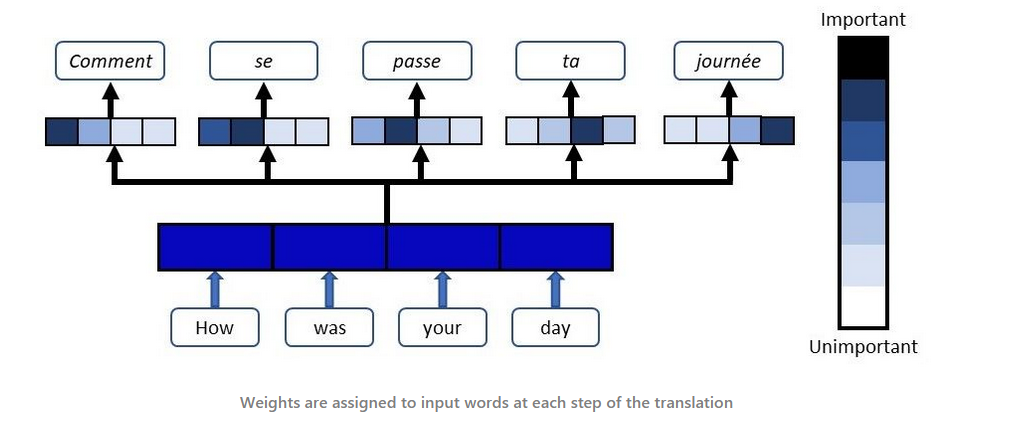 Important
Comment se passe ta journée
How was your day
Unimportant
Weights are assigned to input words at each step of the translation